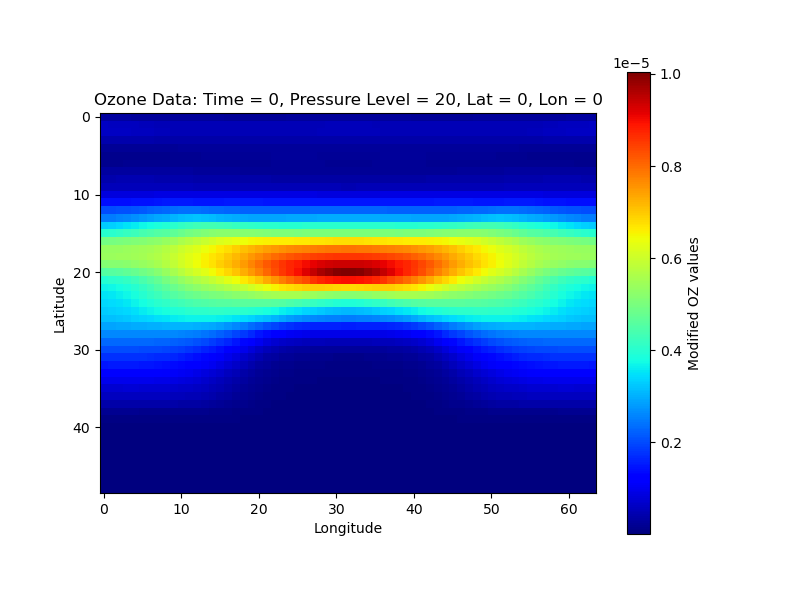 1e−5
Ozone Data: Time = 0, Pressure Level = 20, Lat = 0, Lon = 0
0
10
20
30
40
Latitude
0 10 20 30 40 50 60
Longitude
1.0
0.8
0.6
0.4
0.2
Modified OZ values